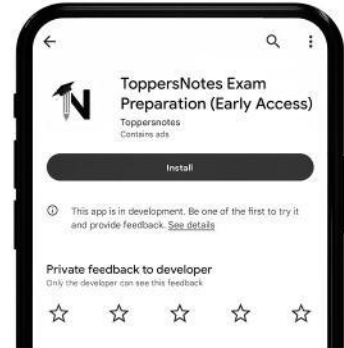 ToppersNotes Exam
Preparation (Early Access)
Toppersnotes
Contains ads
Install
This app is in development. Be one of the first to try it
and provide feedback. See details
Private feedback to developer
Only the developer can see this feedback